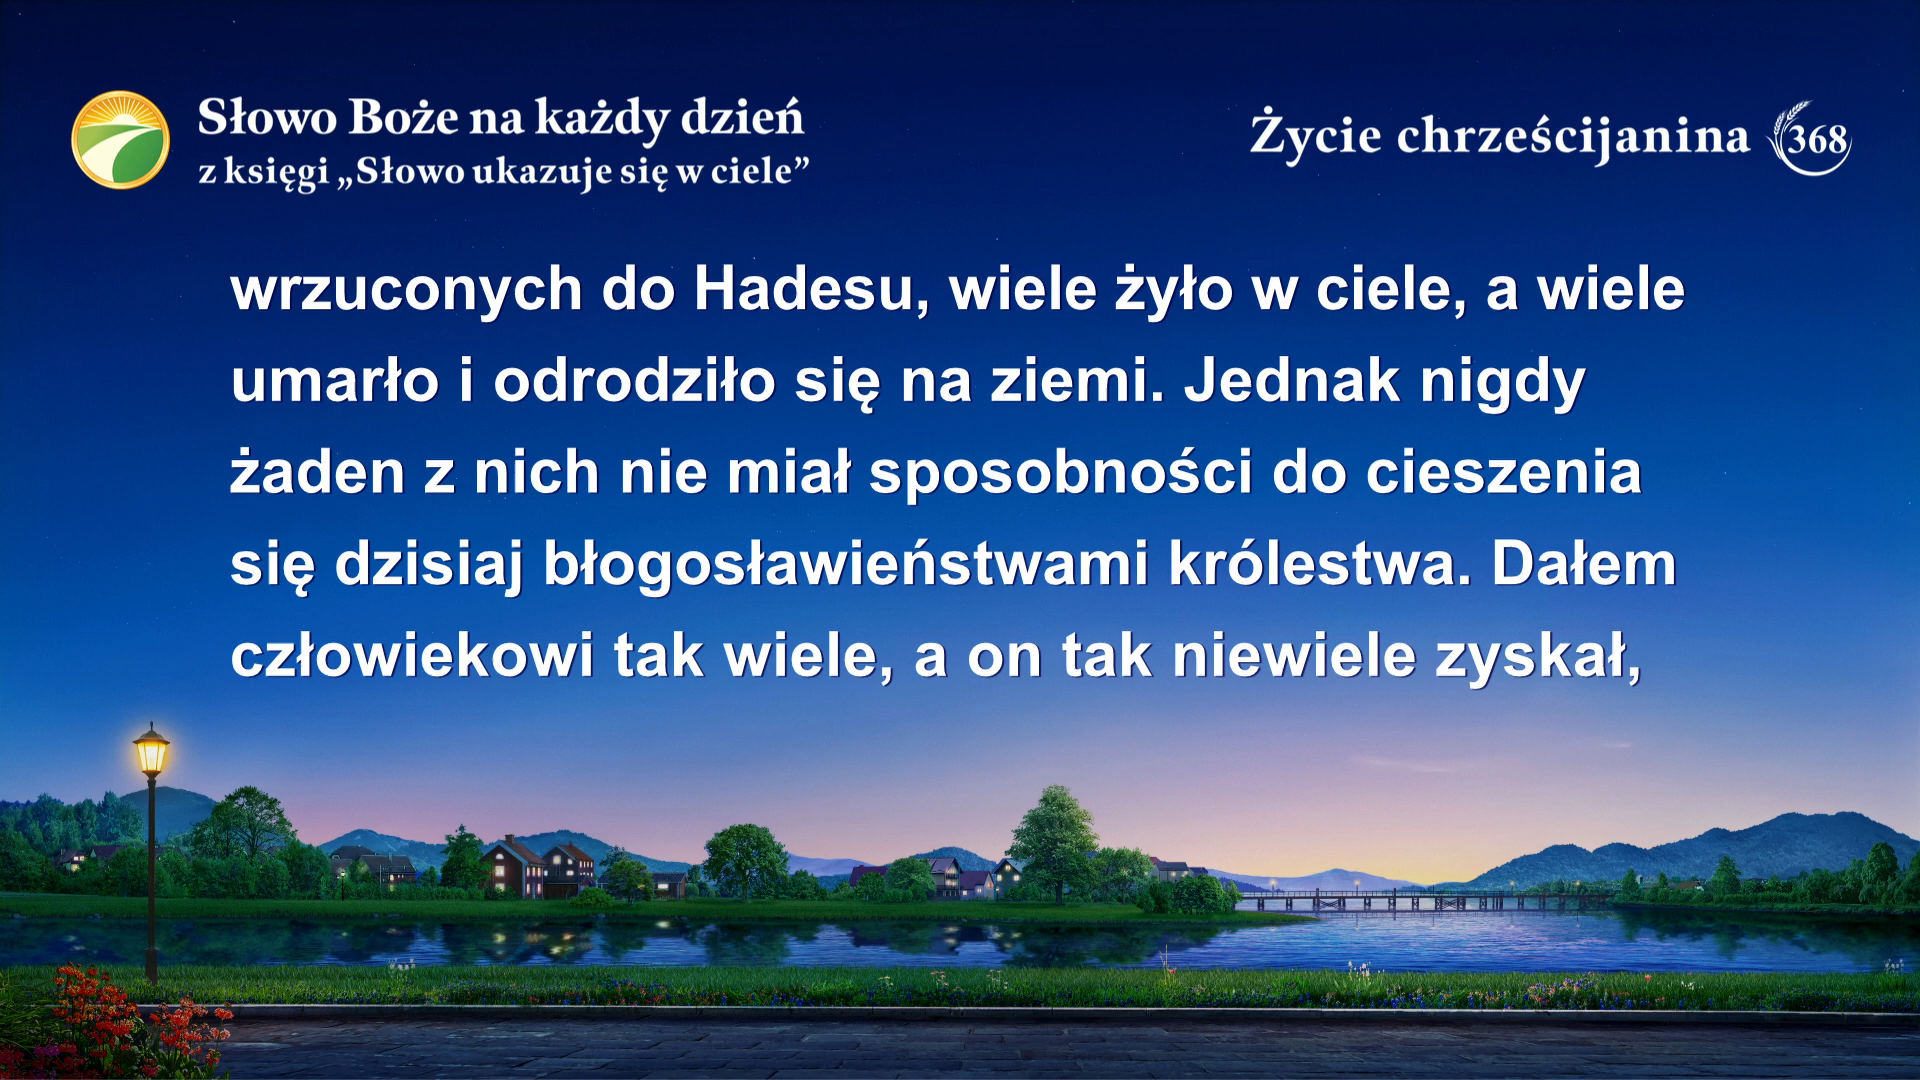 Słowo Boże na każdy dzień
z księgi „Słowo ukazuje się w ciele”
Życie chrześcijanina 368
wrzuconych do Hadesu, wiele żyło w ciele, a wiele
umarło i odrodziło się na ziemi. Jednak nigdy
żaden z nich nie miał sposobności do cieszenia
się dzisiaj błogosławieństwami królestwa. Dałem
człowiekowi tak wiele, a on tak niewiele zyskał,